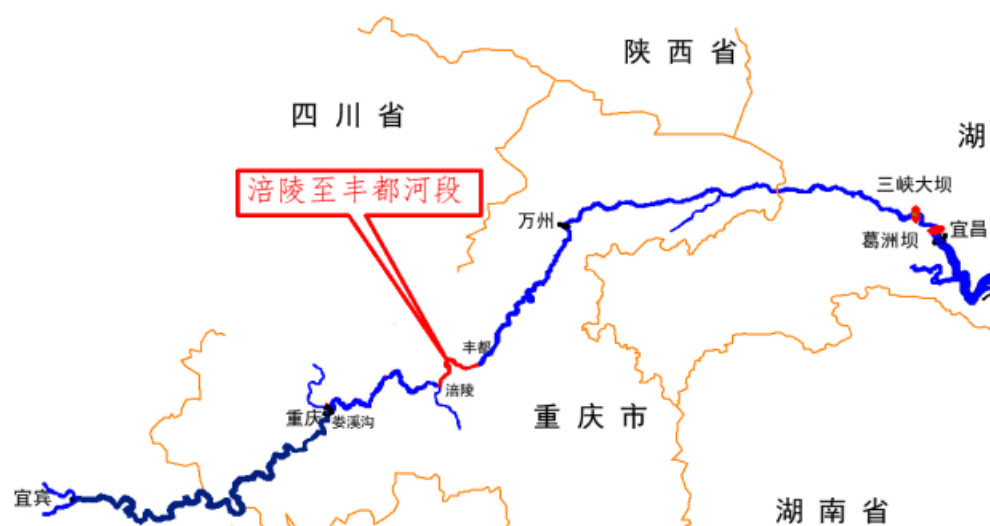 陕西省
四川省
湖
涪陵至丰都河段
三峡大坝
万州
宜昌
葛洲坝
丰都
涪陵
重庆
娄溪沟
重庆市
宜宾
湖南省